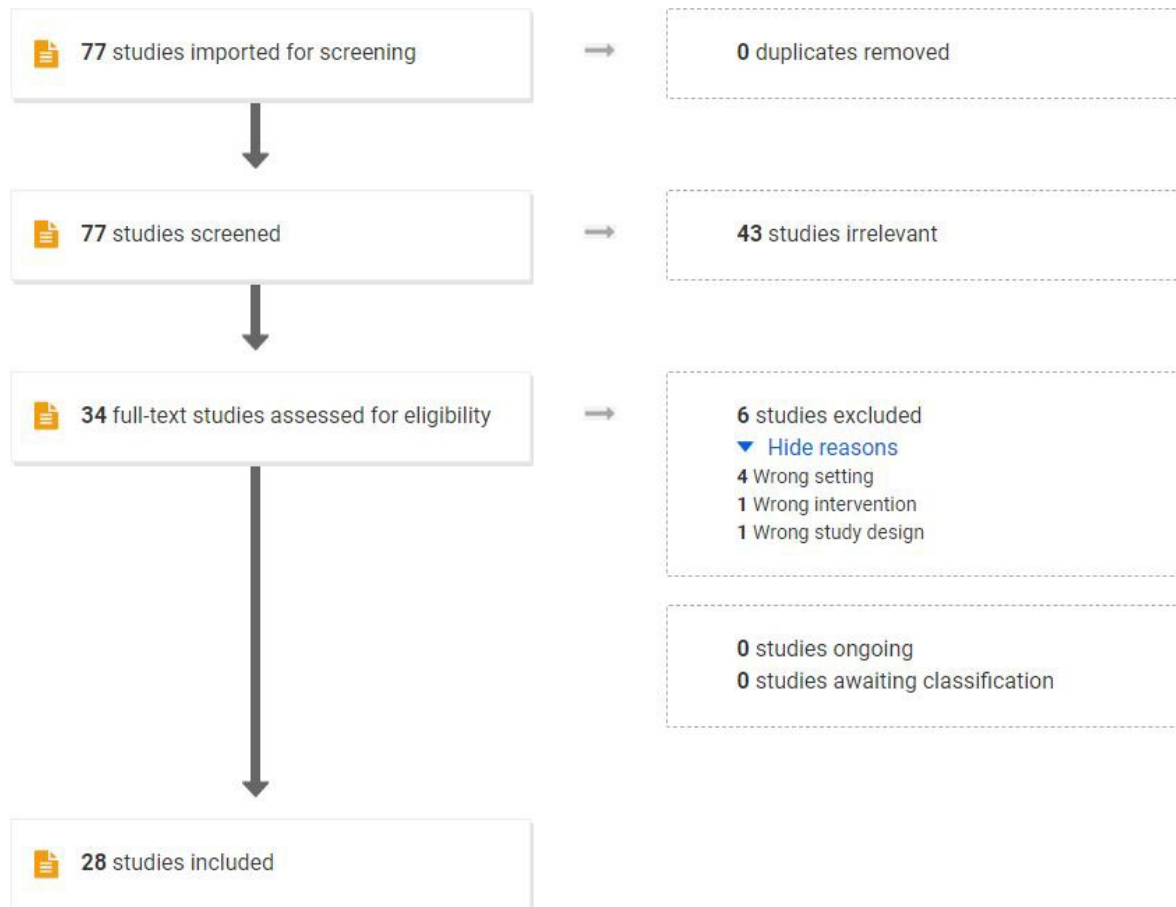 77 studies imported for screening
0 duplicates removed
77 studies screened
43 studies irrelevant
34 full-text studies assessed for eligibility
6 studies excluded
Hide reasons
4 Wrong setting
1 Wrong intervention
1 Wrong study design
0 studies ongoing
0 studies awaiting classification
28 studies included